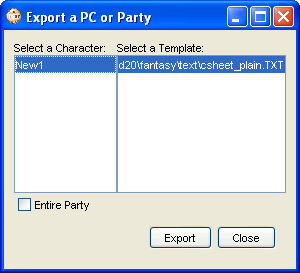 Export a PC or Party
Select a Character: Select a Template:
New1 d20\fantasy\text\csheet_plain.TXT
Entire Party
Export Close